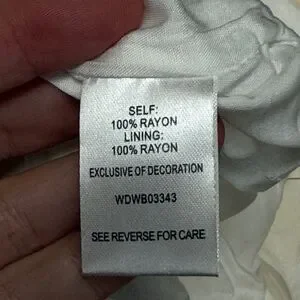 SELF:
100% RAYON
LINING:
100% RAYON
EXCLUSIVE OF DECORATION
WDWB03343
SEE REVERSE FOR CARE